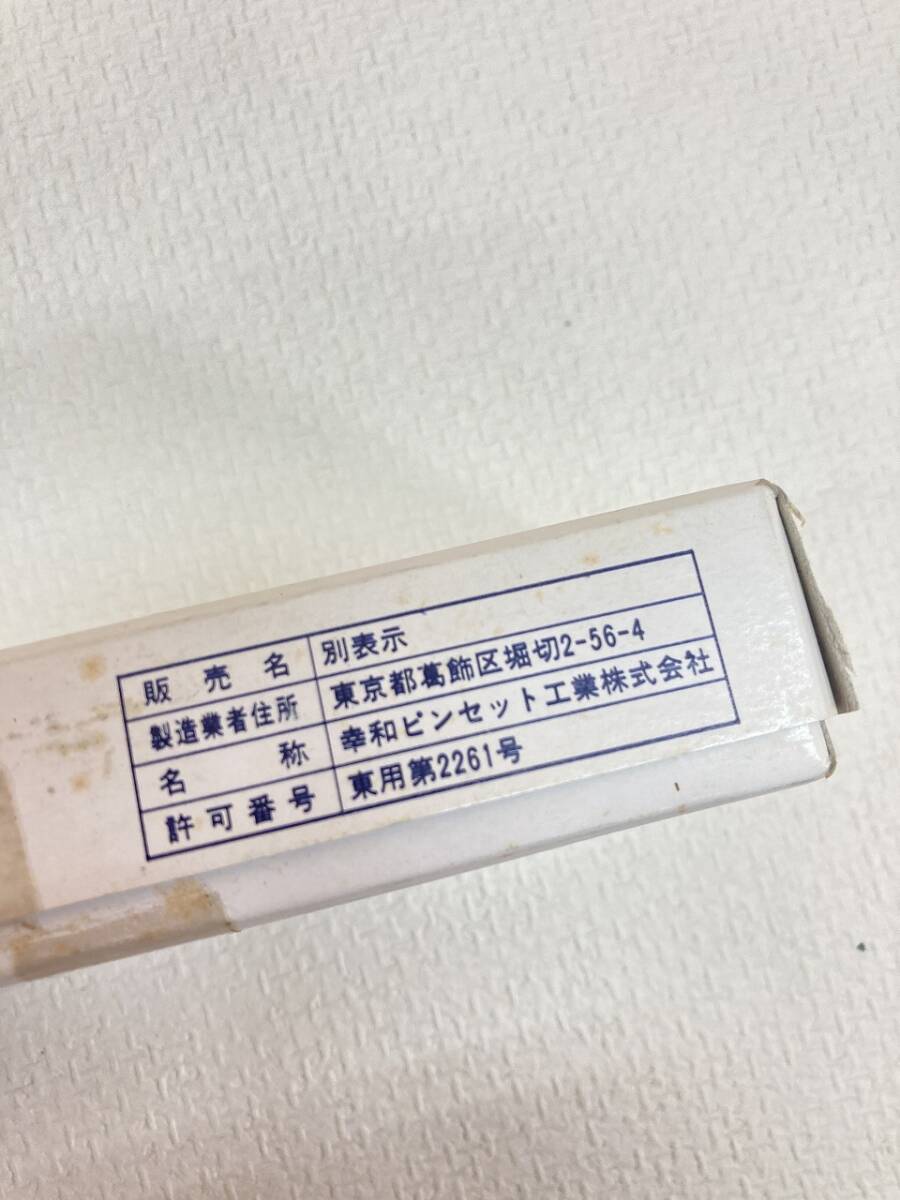 販売名 別表示
製造業者住所 東京都葛飾区堀切2-56-4
名称 幸和ピンセット工業株式会社
許可番号 東用第2261号